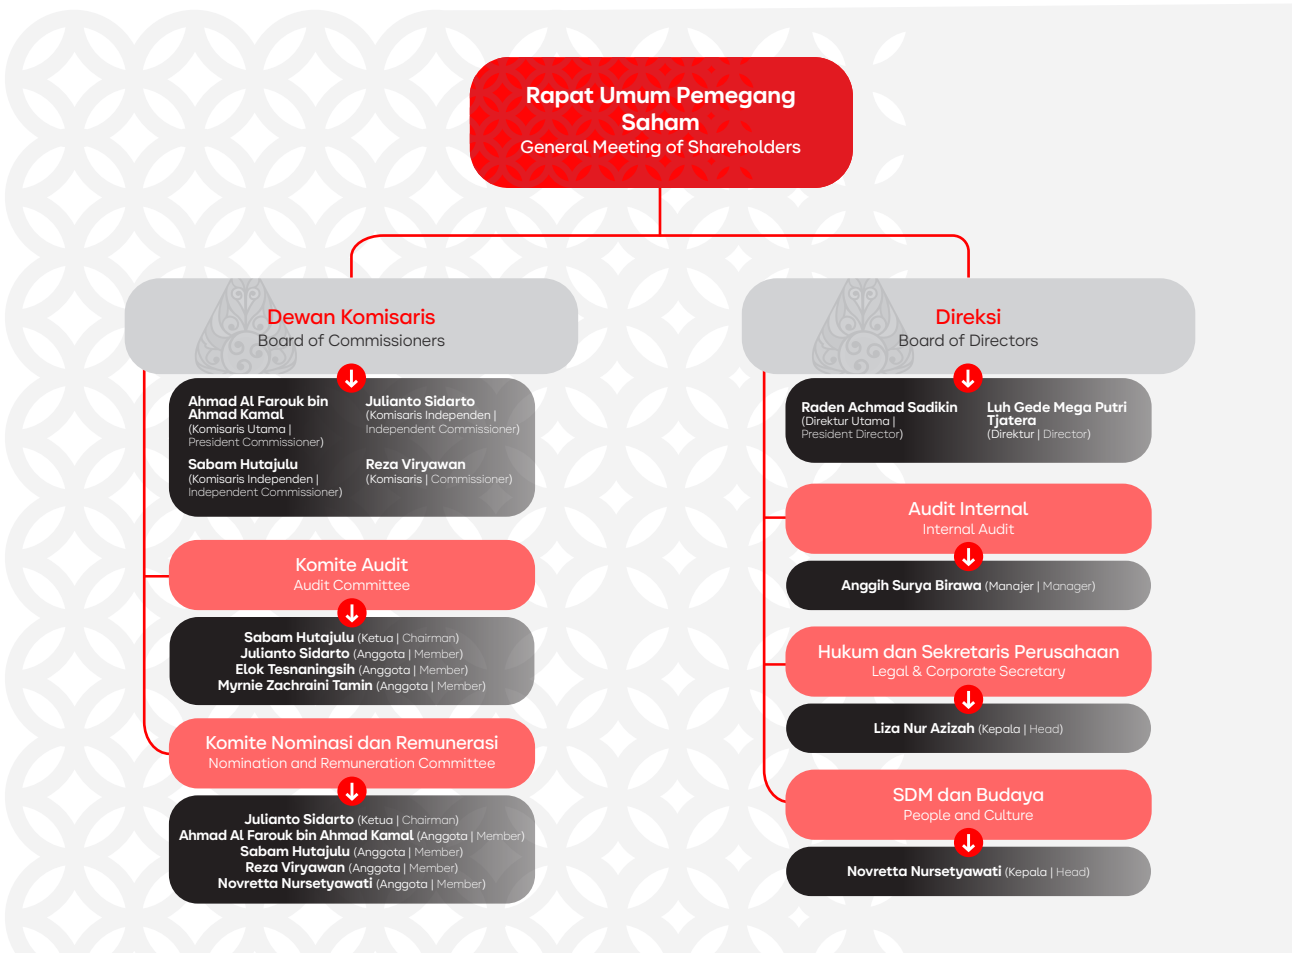 Rapat Umum Pemegang
Saham
General Meeting of Shareholders
Dewan Komisaris
Board of Commissioners
Ahmad Al Farouk bin
Ahmad Kamal
(Komisaris Utama |
President Commissioner)
Julianto Sidarto
(Komisaris Independen |
Independent Commissioner)
Sabam Hutajulu
(Komisaris Independen |
Independent Commissioner)
Reza Viryawan
(Komisaris | Commissioner)
Komite Audit
Audit Committee
Sabam Hutajulu (Ketua | Chairman)
Julianto Sidarto (Anggota | Member)
Elok Tesnaningsih (Anggota | Member)
Myrnie Zachraini Tamin (Anggota | Member)
Komite Nominasi dan Remunerasi
Nomination and Remuneration Committee
Julianto Sidarto (Ketua | Chairman)
Ahmad Al Farouk bin Ahmad Kamal (Anggota | Member)
Sabam Hutajulu (Anggota | Member)
Reza Viryawan (Anggota | Member)
Novretta Nursetyawati (Anggota | Member)
Direksi
Board of Directors
Raden Achmad Sadikin
(Direktur Utama |
President Director)
Luh Gede Mega Putri
Tjatera
(Direktur | Director)
Audit Internal
Internal Audit
Anggih Surya Birawa (Manajer | Manager)
Hukum dan Sekretaris Perusahaan
Legal & Corporate Secretary
Liza Nur Azizah (Kepala | Head)
SDM dan Budaya
People and Culture
Novretta Nursetyawati (Kepala | Head)